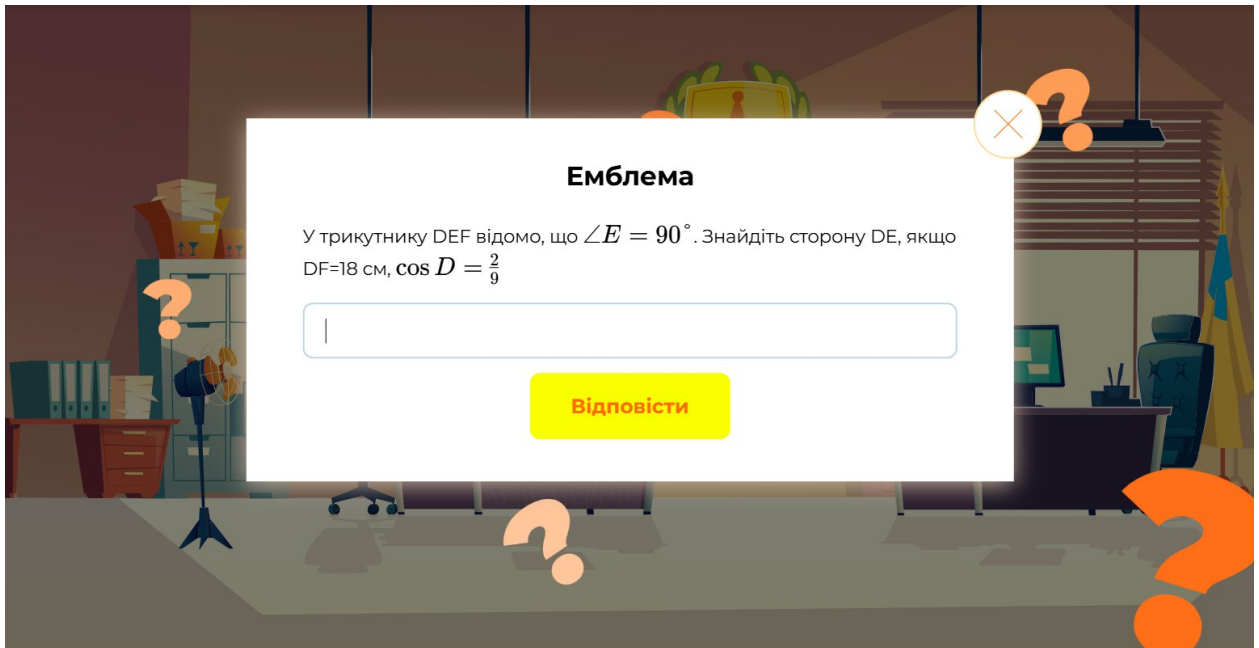 Емблема
У трикутнику DEF відомо, що ∠E = 90°. Знайдіть сторону DE, якщо
DF=18 см, cos D = 2/9
Відповісти